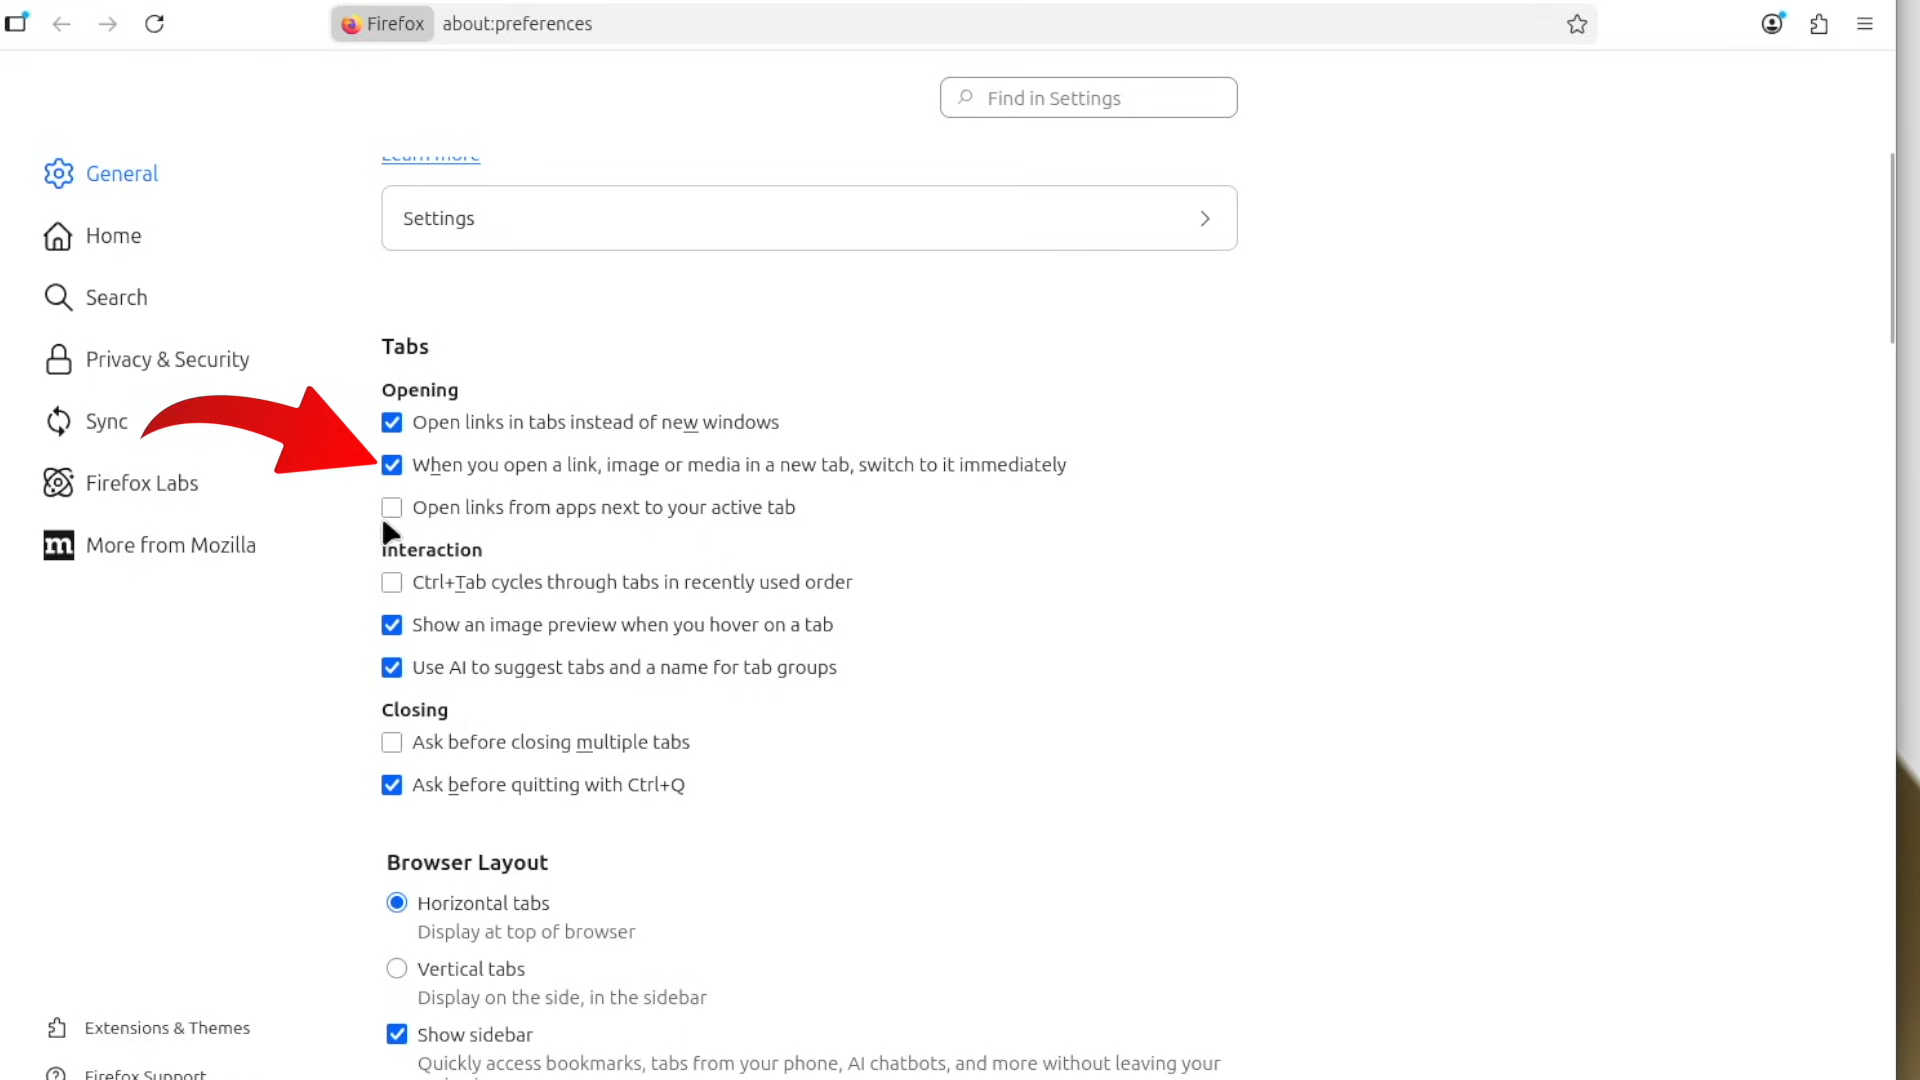 Firefox about:preferences
Find in Settings
Learn more
General
Home
Search
Privacy & Security
Sync
Firefox Labs
More from Mozilla
Extensions & Themes
Firefox Support
Settings
Tabs
Opening
Open links in tabs instead of new windows
When you open a link, image or media in a new tab, switch to it immediately
Open links from apps next to your active tab
Interaction
Ctrl+Tab cycles through tabs in recently used order
Show an image preview when you hover on a tab
Use AI to suggest tabs and a name for tab groups
Closing
Ask before closing multiple tabs
Ask before quitting with Ctrl+Q
Browser Layout
Horizontal tabs
Display at top of browser
Vertical tabs
Display on the side, in the sidebar
Show sidebar
Quickly access bookmarks, tabs from your phone, AI chatbots, and more without leaving your